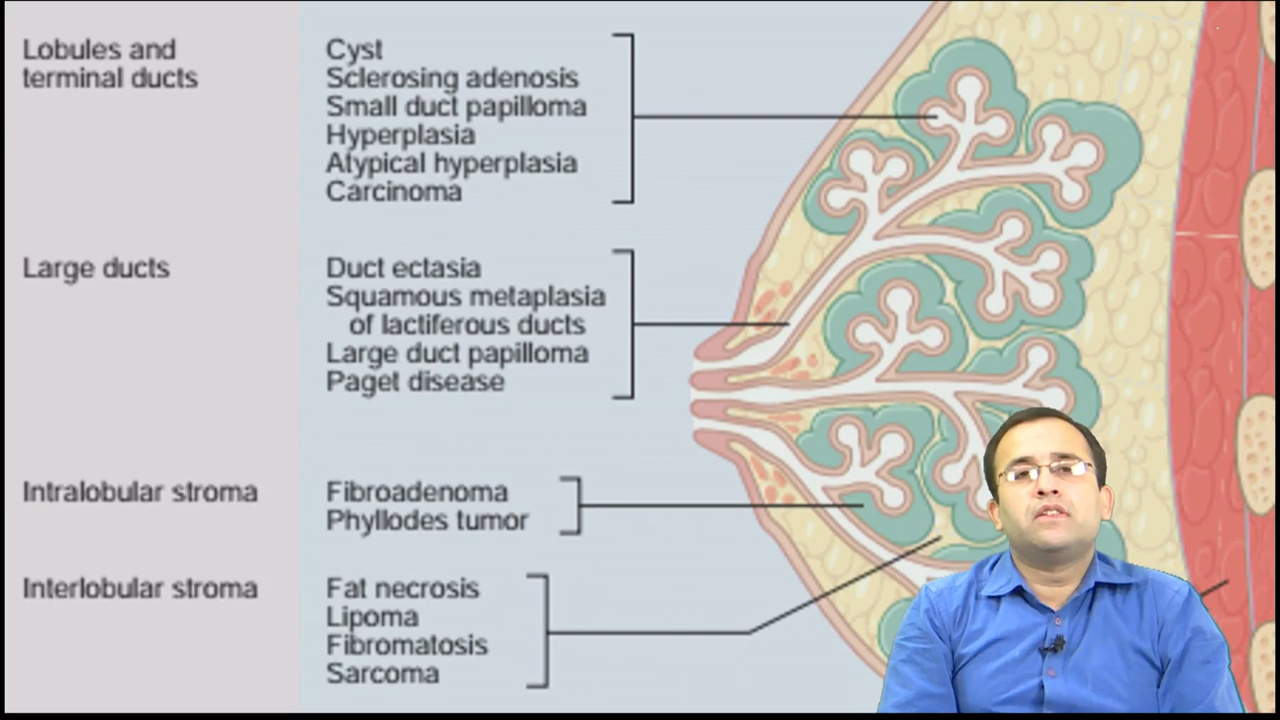 Lobules and
terminal ducts
Cyst
Sclerosing adenosis
Small duct papilloma
Hyperplasia
Atypical hyperplasia
Carcinoma
Large ducts
Duct ectasia
Squamous metaplasia
of lactiferous ducts
Large duct papilloma
Paget disease
Intralobular stroma
Fibroadenoma
Phyllodes tumor
Interlobular stroma
Fat necrosis
Lipoma
Fibromatosis
Sarcoma